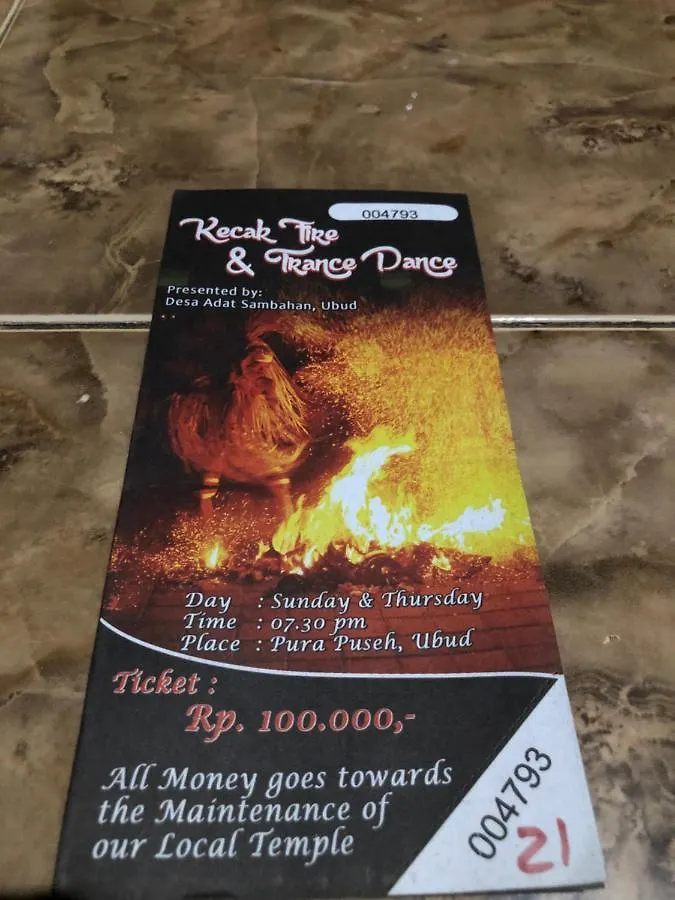 004793
Kecak Fire
& Trance Dance
Presented by:
Desa Adat Sambahan, Ubud
Day : Sunday & Thursday
Time : 07.30 pm
Place : Pura Puseh, Ubud
Ticket :
Rp. 100.000,-
All Money goes towards
the Maintenance of
our Local Temple
004793
21